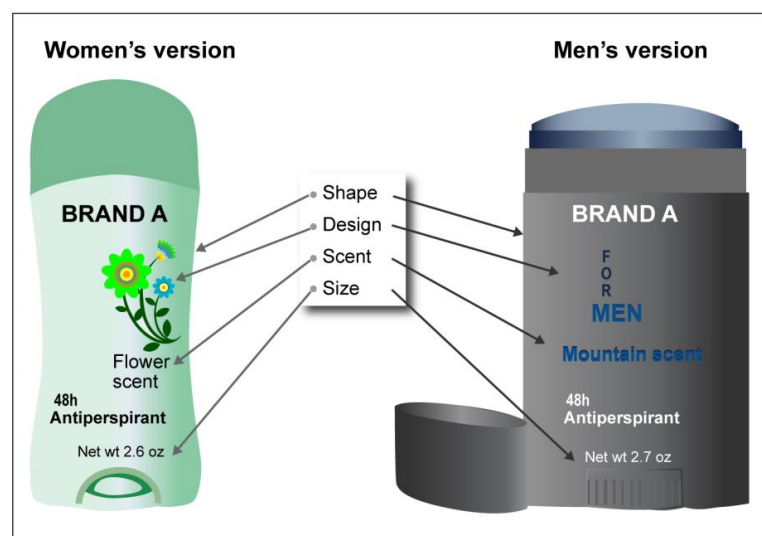 Women's version
Men's version
BRAND A
Flower
scent
48h
Antiperspirant
Net wt 2.6 oz
Shape
Design
Scent
Size
BRAND A
F
O
R
MEN
Mountain scent
48h
Antiperspirant
Net wt 2.7 oz